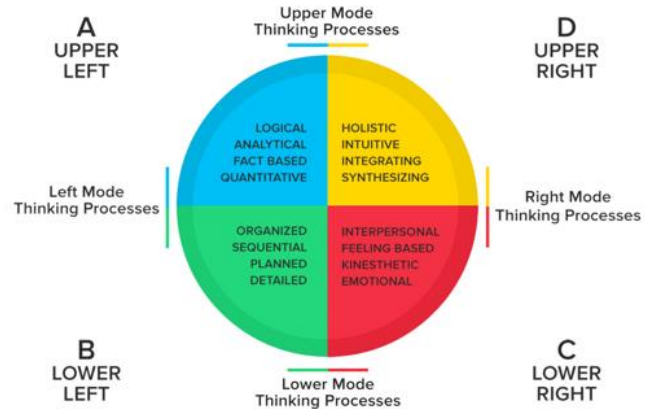 A
UPPER
LEFT
Upper Mode
Thinking Processes
D
UPPER
RIGHT
LOGICAL
ANALYTICAL
FACT BASED
QUANTITATIVE
HOLISTIC
INTUITIVE
INTEGRATING
SYNTHESIZING
Left Mode
Thinking Processes
Right Mode
Thinking Processes
ORGANIZED
SEQUENTIAL
PLANNED
DETAILED
INTERPERSONAL
FEELING BASED
KINESTHETIC
EMOTIONAL
B
LOWER
LEFT
Lower Mode
Thinking Processes
C
LOWER
RIGHT